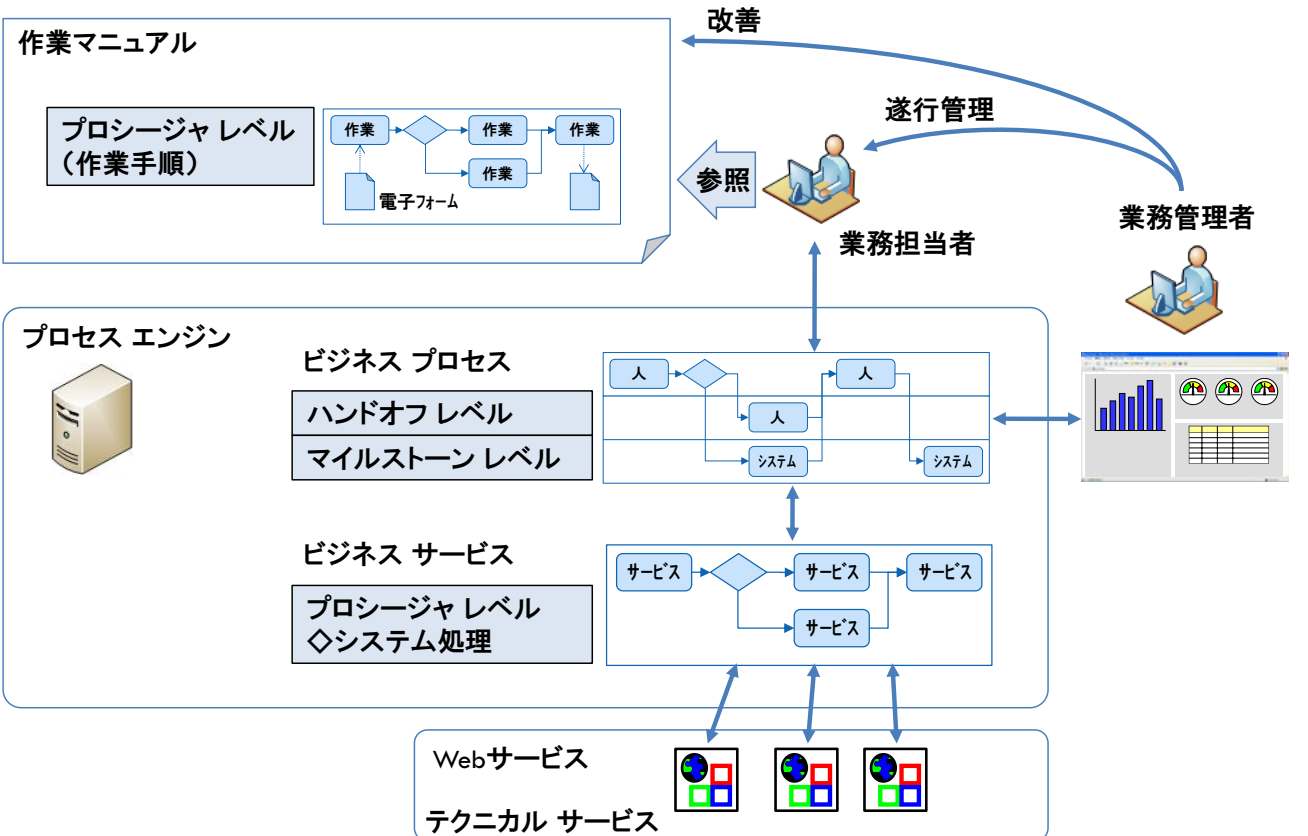 改善
作業マニュアル
遂行管理
プロシージャ レベル
（作業手順）
作業
作業
作業
作業
電子フォーム
参照
業務担当者
業務管理者
プロセス エンジン
ビジネス プロセス
ハンドオフ レベル
マイルストーン レベル
人
人
人
システム
システム
ビジネス サービス
プロシージャ レベル
◇システム処理
サービス
サービス
サービス
サービス
Webサービス
テクニカル サービス